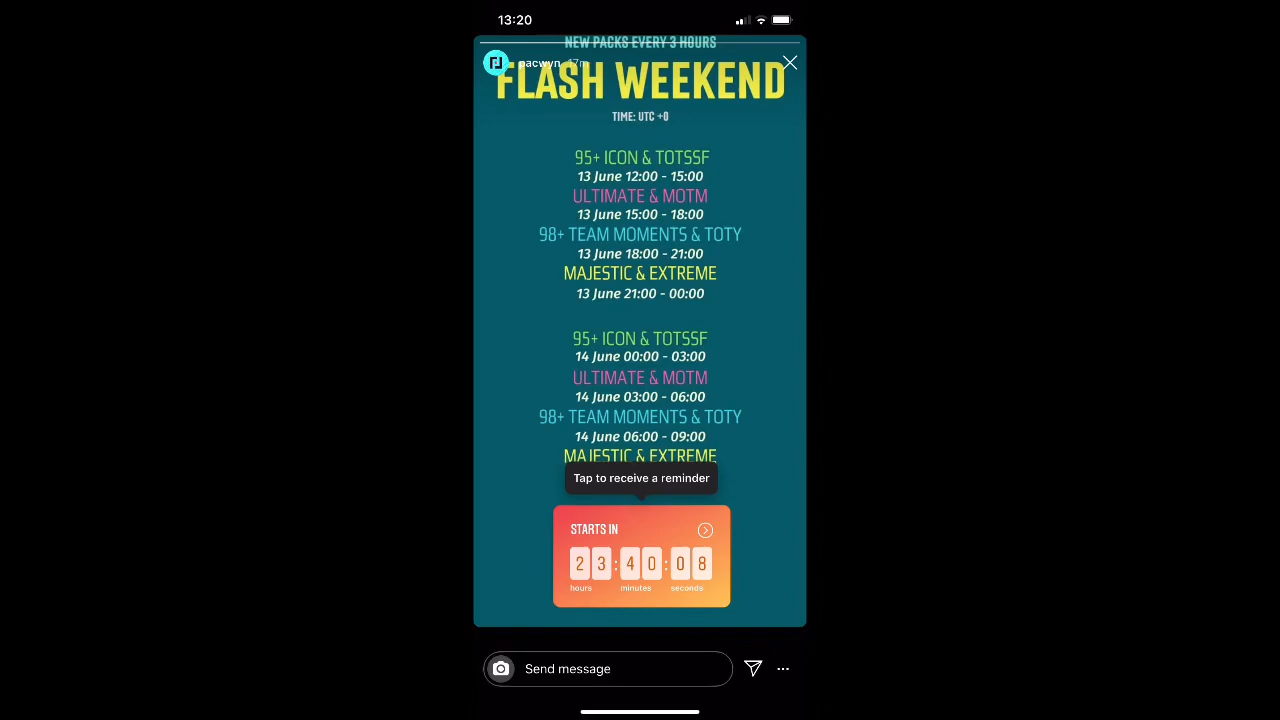 13:20
NEW PACKS EVERY 3 HOURS
pacwyn 17m
FLASH WEEKEND
TIME: UTC +0
95+ ICON & TOTSSF
13 June 12:00 - 15:00
ULTIMATE & MOTM
13 June 15:00 - 18:00
98+ TEAM MOMENTS & TOTY
13 June 18:00 - 21:00
MAJESTIC & EXTREME
13 June 21:00 - 00:00
95+ ICON & TOTSSF
14 June 00:00 - 03:00
ULTIMATE & MOTM
14 June 03:00 - 06:00
98+ TEAM MOMENTS & TOTY
14 June 06:00 - 09:00
MAJESTIC & EXTREME
Tap to receive a reminder
STARTS IN
23:40:08
hours minutes seconds
Send message